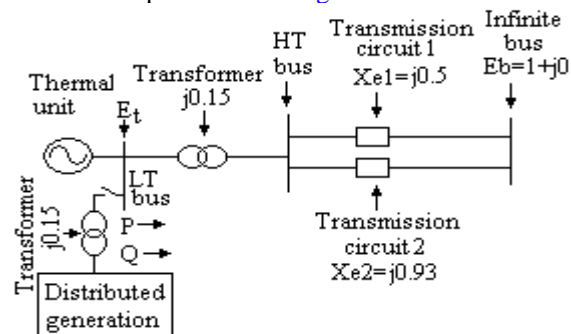 Thermal
unit
E_t
Transformer
j0.15
HT
bus
Transmission
circuit 1
Xe1=j0.5
Infinite
bus
Eb=1+j0
LT
bus
P
Q
Transformer
j0.15
Distributed
generation
Transmission
circuit 2
Xe2=j0.93